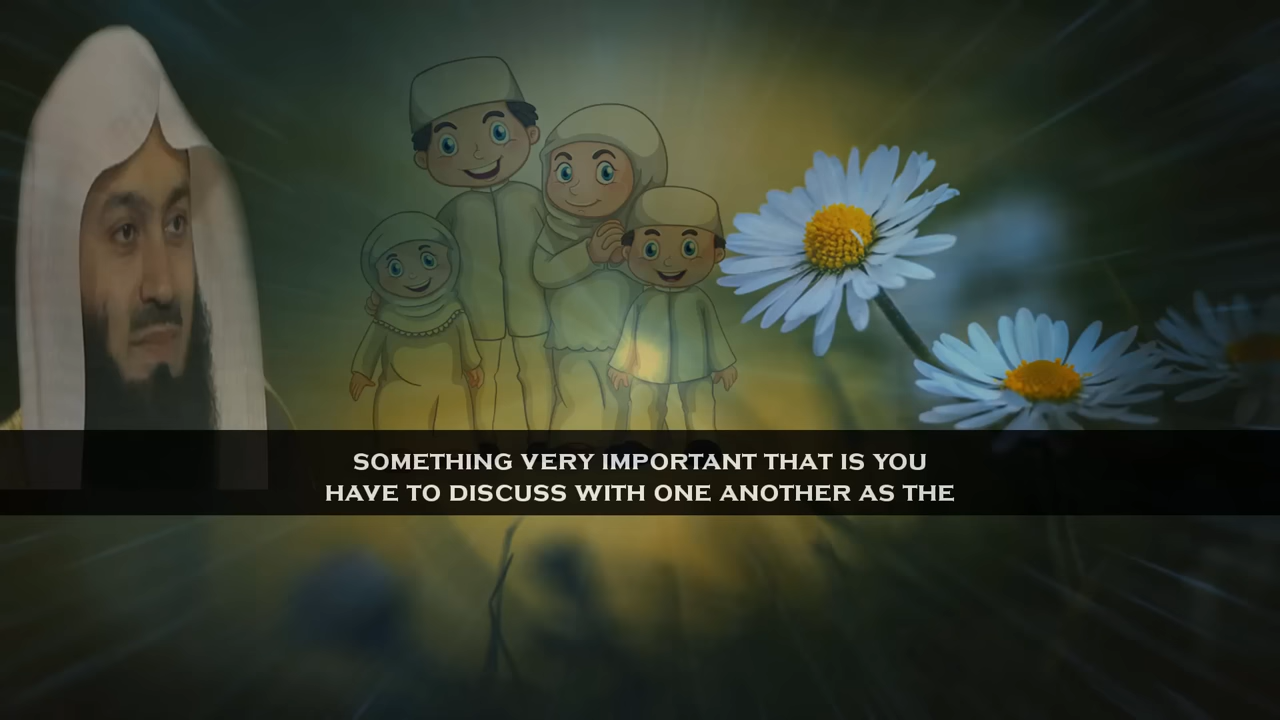 SOMETHING VERY IMPORTANT THAT IS YOU
HAVE TO DISCUSS WITH ONE ANOTHER AS THE